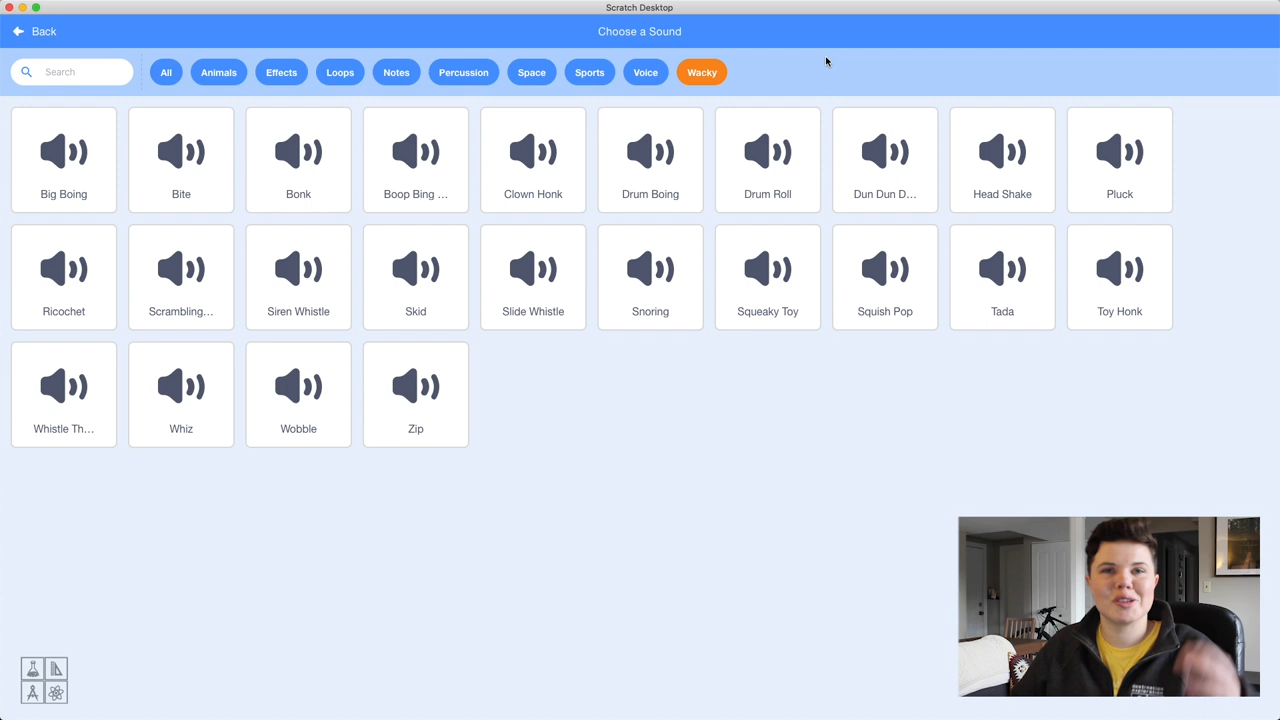 Scratch Desktop
Back
Choose a Sound
Search
All
Animals
Effects
Loops
Notes
Percussion
Space
Sports
Voice
Wacky
Big Boing
Bite
Bonk
Boop Bing ...
Clown Honk
Drum Boing
Drum Roll
Dun Dun D...
Head Shake
Pluck
Ricochet
Scrambling...
Siren Whistle
Skid
Slide Whistle
Snoring
Squeaky Toy
Squish Pop
Tada
Toy Honk
Whistle Th...
Whiz
Wobble
Zip